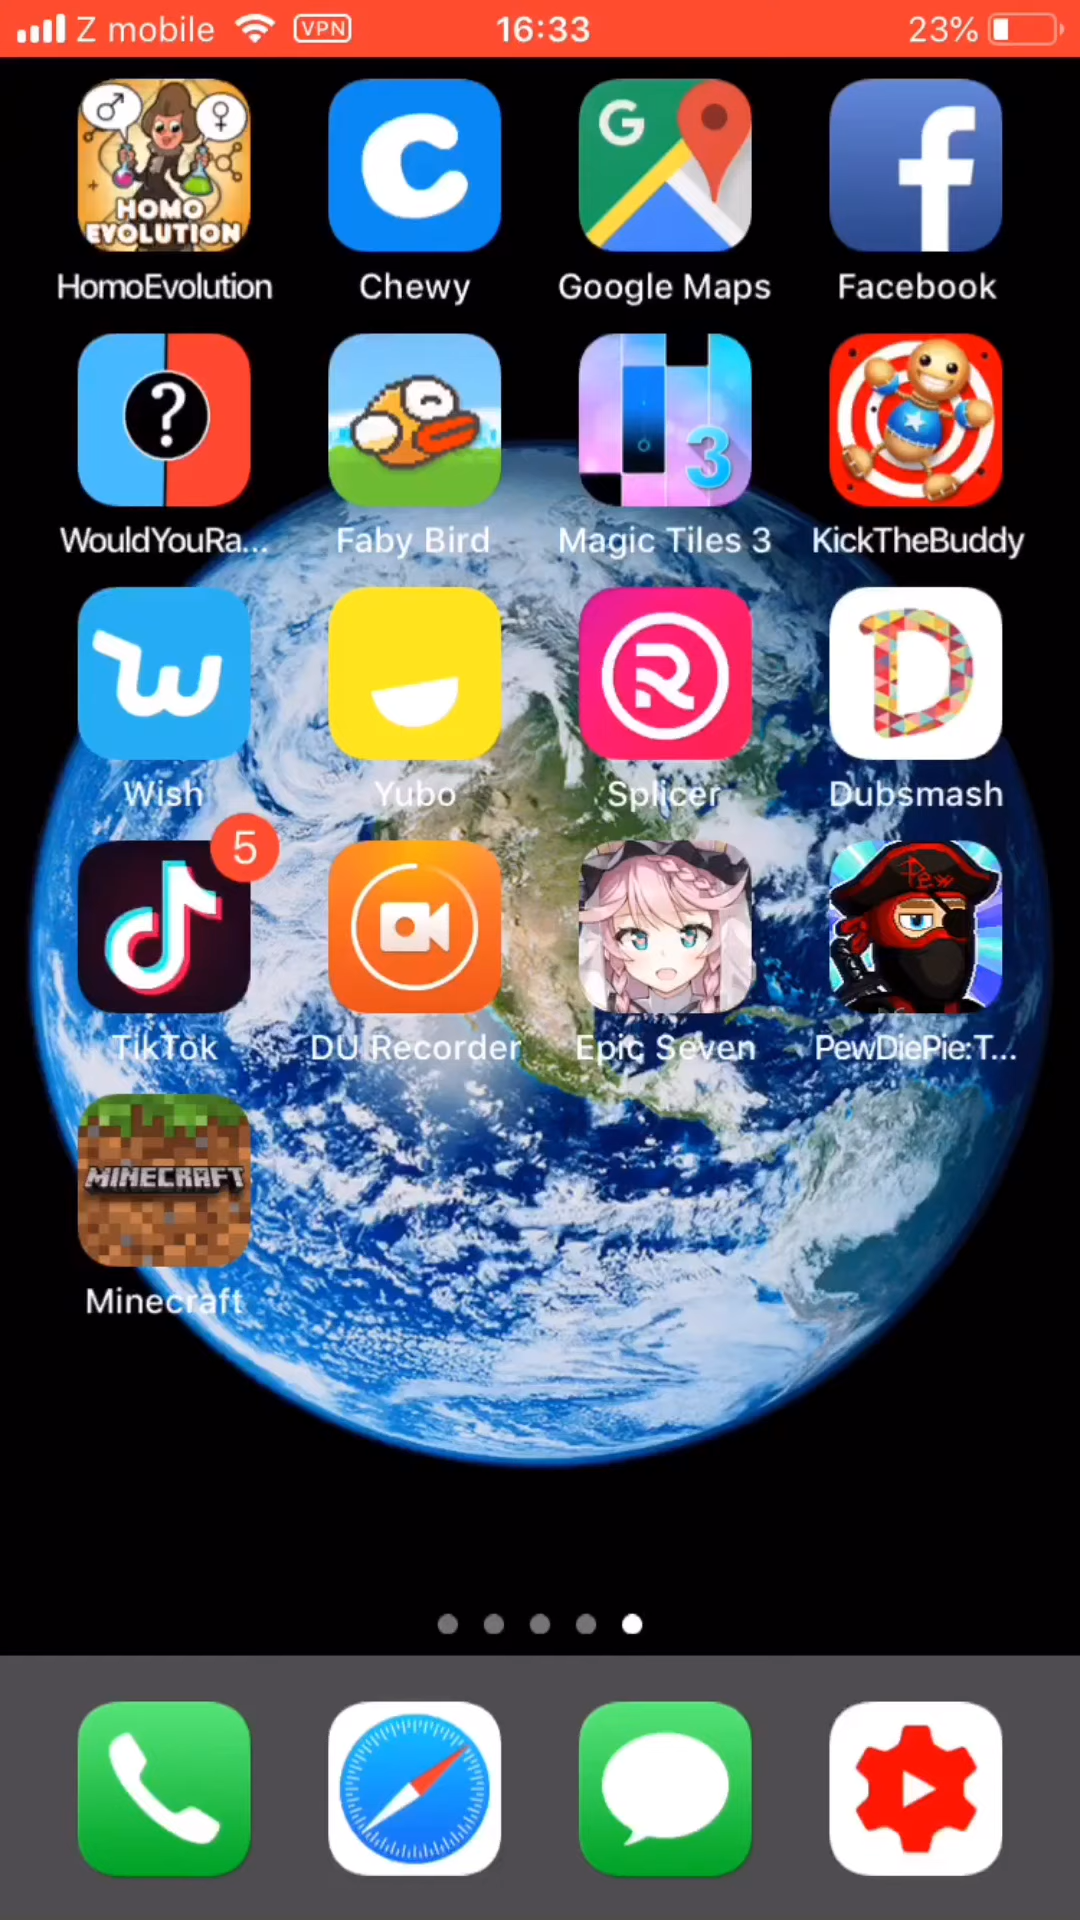 Z mobile VPN 16:33 23%
HOMO
EVOLUTION
C
G
f
HomoEvolution Chewy Google Maps Facebook
?
3
WouldYouRa... Faby Bird Magic Tiles 3 KickTheBuddy
w
R
D
Wish Yubo Splicer Dubsmash
5
Pew
TikTok DU Recorder Epic Seven PewDiePie:T...
MINECRAFT
Minecraft